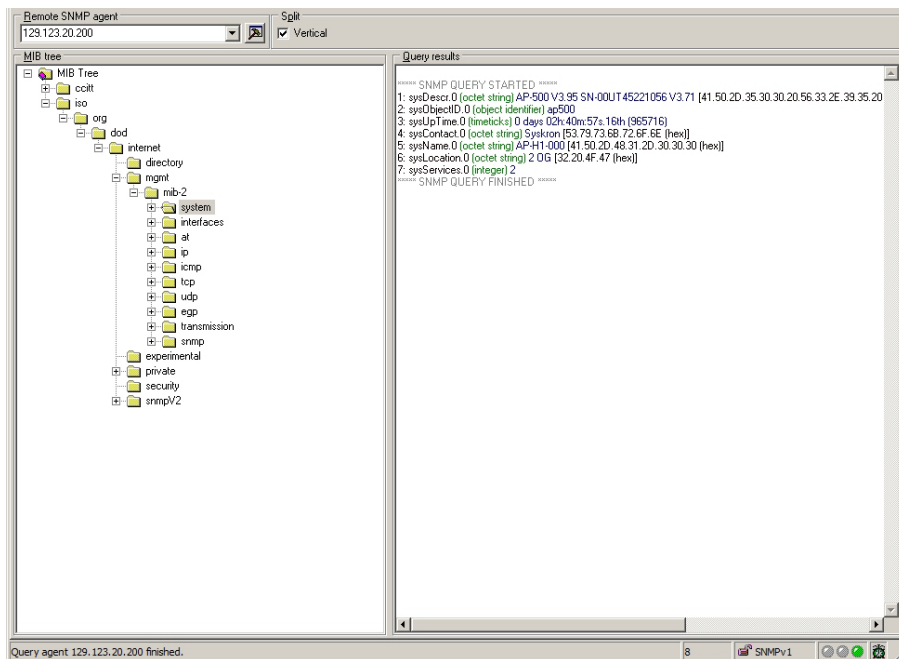 Remote SNMP agent
129.123.20.200
Split
Vertical
MIB tree
MIB Tree
ccitt
iso
org
dod
internet
directory
mgmt
mib-2
system
interfaces
at
ip
icmp
tcp
udp
egp
transmission
snmp
experimental
private
security
snmpV2
Query results
***** SNMP QUERY STARTED *****
1: sysDescr.0 (octet string) AP-500 V3.95 SN-00UT45221056 V3.71 [41.50.2D.35.30.30.20.56.33.2E.39.35.20
2: sysObjectID.0 (object identifier) ap500
3: sysUpTime.0 (timeticks) 0 days 02h:40m:57s.16th (965716)
4: sysContact.0 (octet string) Syskron [53.79.73.6B.72.6F.6E (hex)]
5: sysName.0 (octet string) AP-H1-000 [41.50.2D.48.31.2D.30.30.30 (hex)]
6: sysLocation.0 (octet string) 2 OG [32.20.4F.47 (hex)]
7: sysServices.0 (integer) 2
***** SNMP QUERY FINISHED *****
Query agent 129.123.20.200 finished.
8
SNMPv1